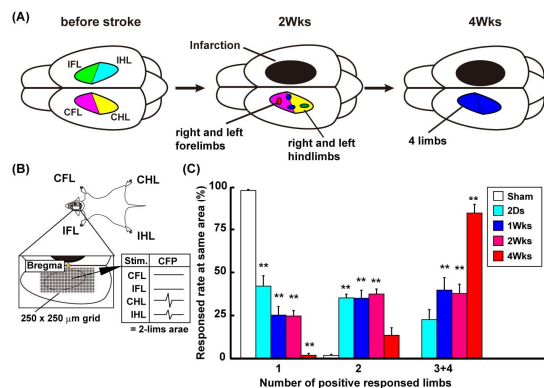 (A)
before stroke
2Wks
4Wks
IFL
IHL
CFL
CHL
Infarction
right and left
forelimbs
right and left
hindlimbs
4 limbs
(B)
CFL
CHL
IFL
IHL
Bregma
250 x 250 μm grid
Stim. CFP
CFL
IFL
CHL
IHL
= 2-lims arae
(C)
Responsed rate at same area (%)
100
75
50
25
0
**
**
**
**
**
**
**
**
**
**
Sham
2Ds
1Wks
2Wks
4Wks
1
2
3+4
Number of positive responsed limbs